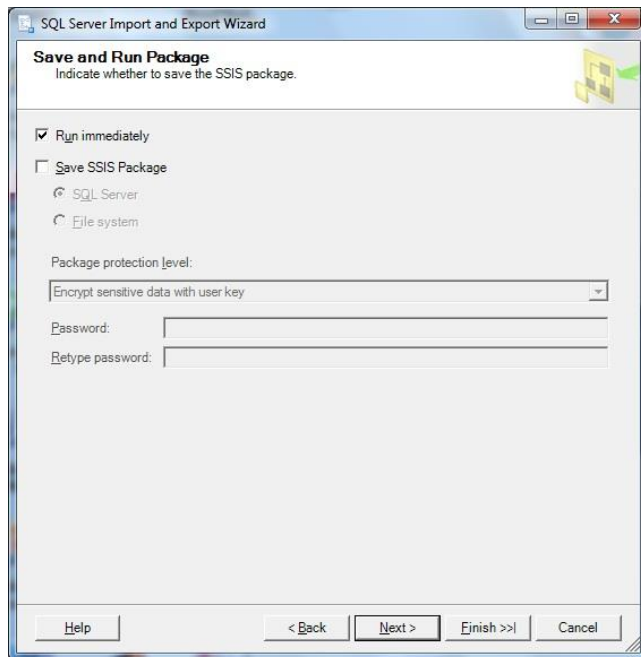 SQL Server Import and Export Wizard
Save and Run Package
Indicate whether to save the SSIS package.
Run immediately
Save SSIS Package
SQL Server
File system
Package protection level:
Encrypt sensitive data with user key
Password:
Retype password:
Help
< Back
Next >
Finish >>|
Cancel